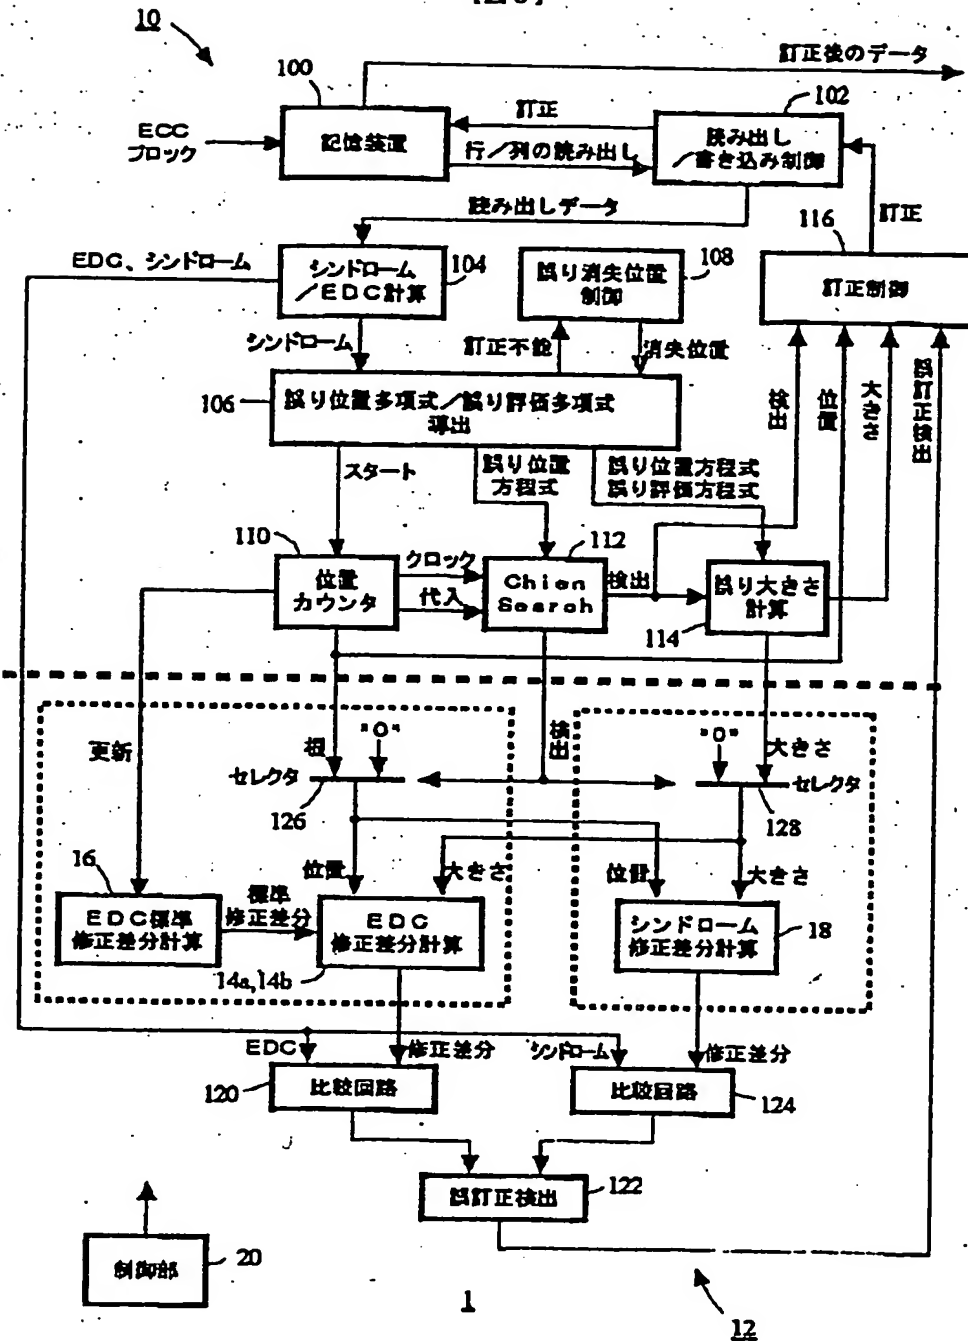 10
訂正後のデータ
100
102
ECC
ブロック
記憶装置
訂正
行/列の読み出し
読み出し
/書き込み制御
読み出しデータ
116
訂正
EDC、シンドローム
シンドローム
/EDC計算
104
誤り消失位置
制御
108
訂正制御
シンドローム
訂正不能
消失位置
106
誤り位置多項式/誤り評価多項式
導出
検出
位置
大きさ
誤訂正検出
スタート
誤り位置
方程式
誤り位置方程式
誤り評価方程式
110
112
位置
カウンタ
クロック
代入
Chien
Search
検出
誤り大きさ
計算
114
更新
根
"0"
検出
"0"
大きさ
セレクタ
126
セレクタ
128
16
位置
大きさ
位置
大きさ
EDC標準
修正差分計算
標準
修正差分
EDC
修正差分計算
シンドローム
修正差分計算
18
14a,14b
EDC
修正差分
シンドローム
修正差分
120
比較回路
比較回路
124
誤訂正検出
122
制御部
20
1
12